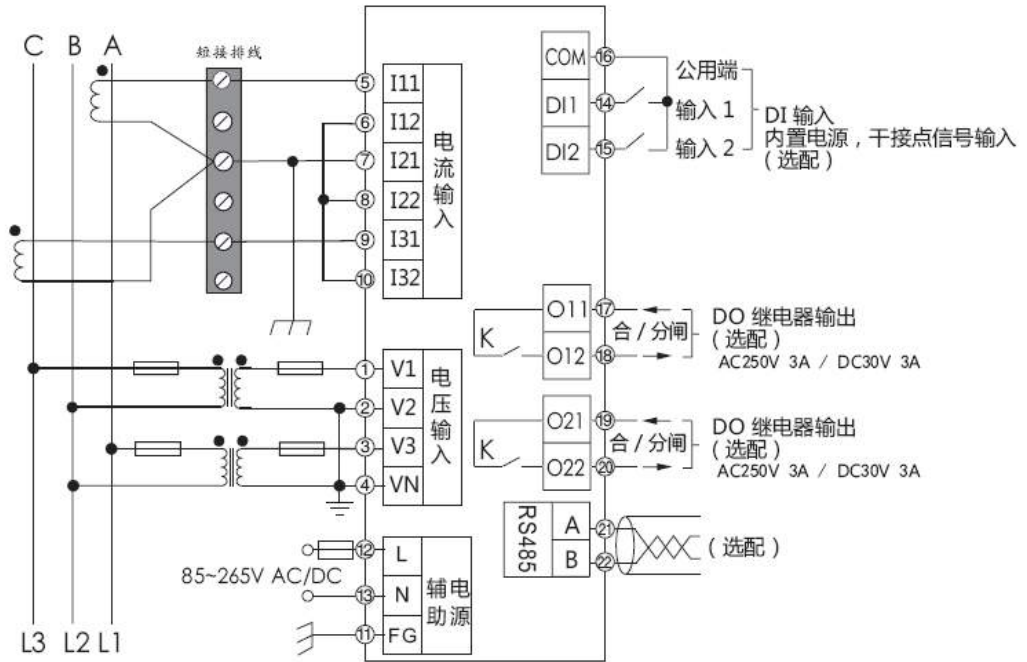 C B A
短接排线
⑤ I11
⑥ I12
⑦ I21
⑧ I22
⑨ I31
⑩ I32
电流输入
① V1
② V2
③ V3
④ VN
电压输入
85~265V AC/DC
⑫ L
⑬ N
⑪ FG
辅助电源
L3 L2 L1
COM ⑯
DI1 ⑭
DI2 ⑮
公用端
输入 1
输入 2
DI 输入
内置电源，干接点信号输入
(选配)
K
O11 ⑰
O12 ⑱
合 / 分闸
DO 继电器输出
(选配)
AC250V 3A / DC30V 3A
K
O21 ⑲
O22 ⑳
合 / 分闸
DO 继电器输出
(选配)
AC250V 3A / DC30V 3A
RS485
A ㉑
B ㉒
(选配)